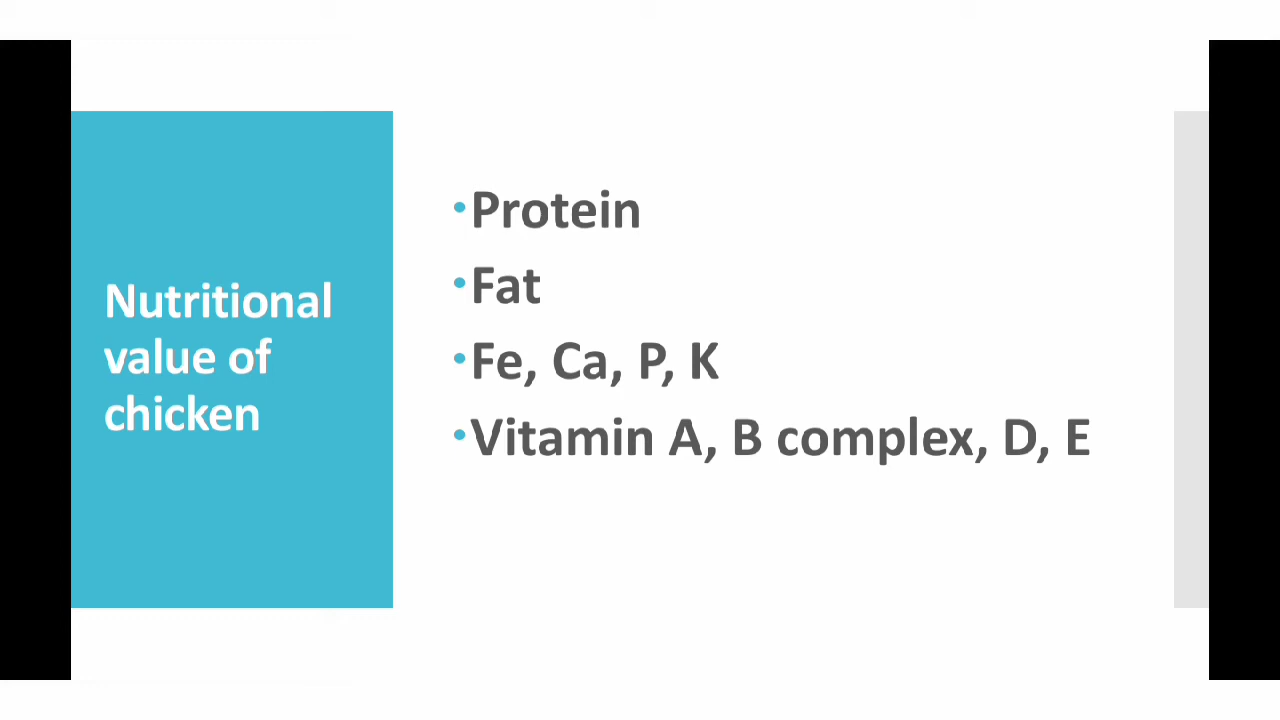 Nutritional
value of
chicken
•Protein
•Fat
•Fe, Ca, P, K
•Vitamin A, B complex, D, E